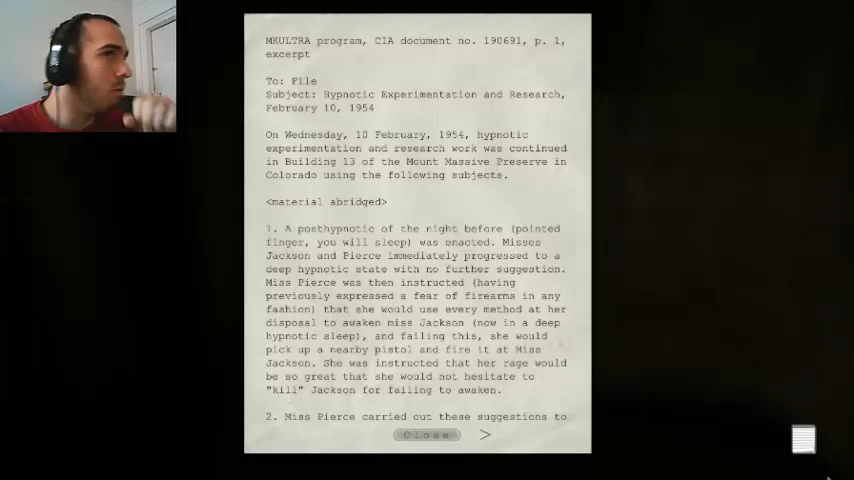 MKULTRA program, CIA document no. 190691, p. 1,
excerpt
To: File
Subject: Hypnotic Experimentation and Research,
February 10, 1954
On Wednesday, 10 February, 1954, hypnotic
experimentation and research work was continued
in Building 13 of the Mount Massive Preserve in
Colorado using the following subjects.
<material abridged>
1. A posthypnotic of the night before (pointed
finger, you will sleep) was enacted. Misses
Jackson and Pierce immediately progressed to a
deep hypnotic state with no further suggestion.
Miss Pierce was then instructed (having
previously expressed a fear of firearms in any
fashion) that she would use every method at her
disposal to awaken miss Jackson (now in a deep
hypnotic sleep), and failing this, she would
pick up a nearby pistol and fire it at Miss
Jackson. She was instructed that her rage would
be so great that she would not hesitate to
"kill" Jackson for failing to awaken.
2. Miss Pierce carried out these suggestions to
Close >